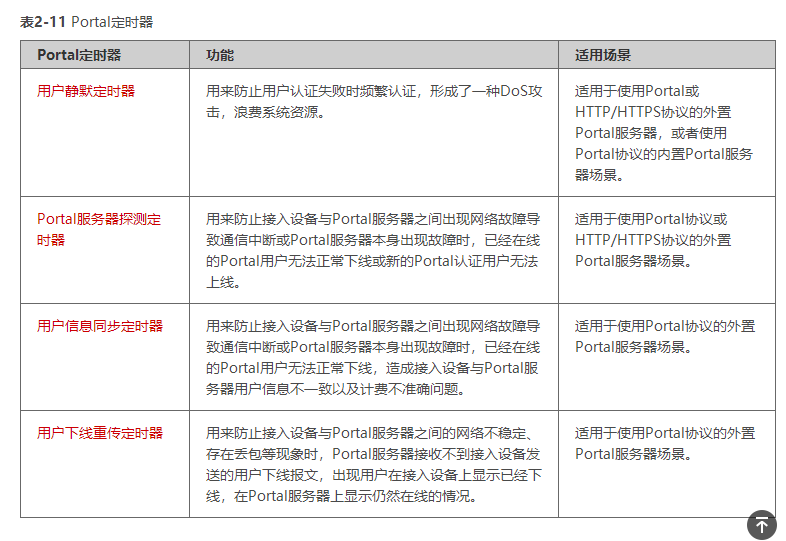 表2-11 Portal定时器
Portal定时器 功能 适用场景
用户静默定时器
用来防止用户认证失败时频繁认证，形成了一种DoS攻
击，浪费系统资源。
适用于使用Portal或
HTTP/HTTPS协议的外置
Portal服务器，或者使用
Portal协议的内置Portal服务
器场景。
Portal服务器探测定
时器
用来防止接入设备与Portal服务器之间出现网络故障导
致通信中断或Portal服务器本身出现故障时，已经在线
的Portal用户无法正常下线或新的Portal认证用户无法
上线。
适用于使用Portal协议或
HTTP/HTTPS协议的外置
Portal服务器场景。
用户信息同步定时器
用来防止接入设备与Portal服务器之间出现网络故障导
致通信中断或Portal服务器本身出现故障时，已经在线
的Portal用户无法正常下线，造成接入设备与Portal服
务器用户信息不一致以及计费不准确问题。
适用于使用Portal协议的外置
Portal服务器场景。
用户下线重传定时器
用来防止接入设备与Portal服务器之间的网络不稳定、
存在丢包等现象时，Portal服务器接收不到接入设备发
送的用户下线报文，出现用户在接入设备上显示已经下
线，在Portal服务器上显示仍然在线的情况。
适用于使用Portal协议的外置
Portal服务器场景。